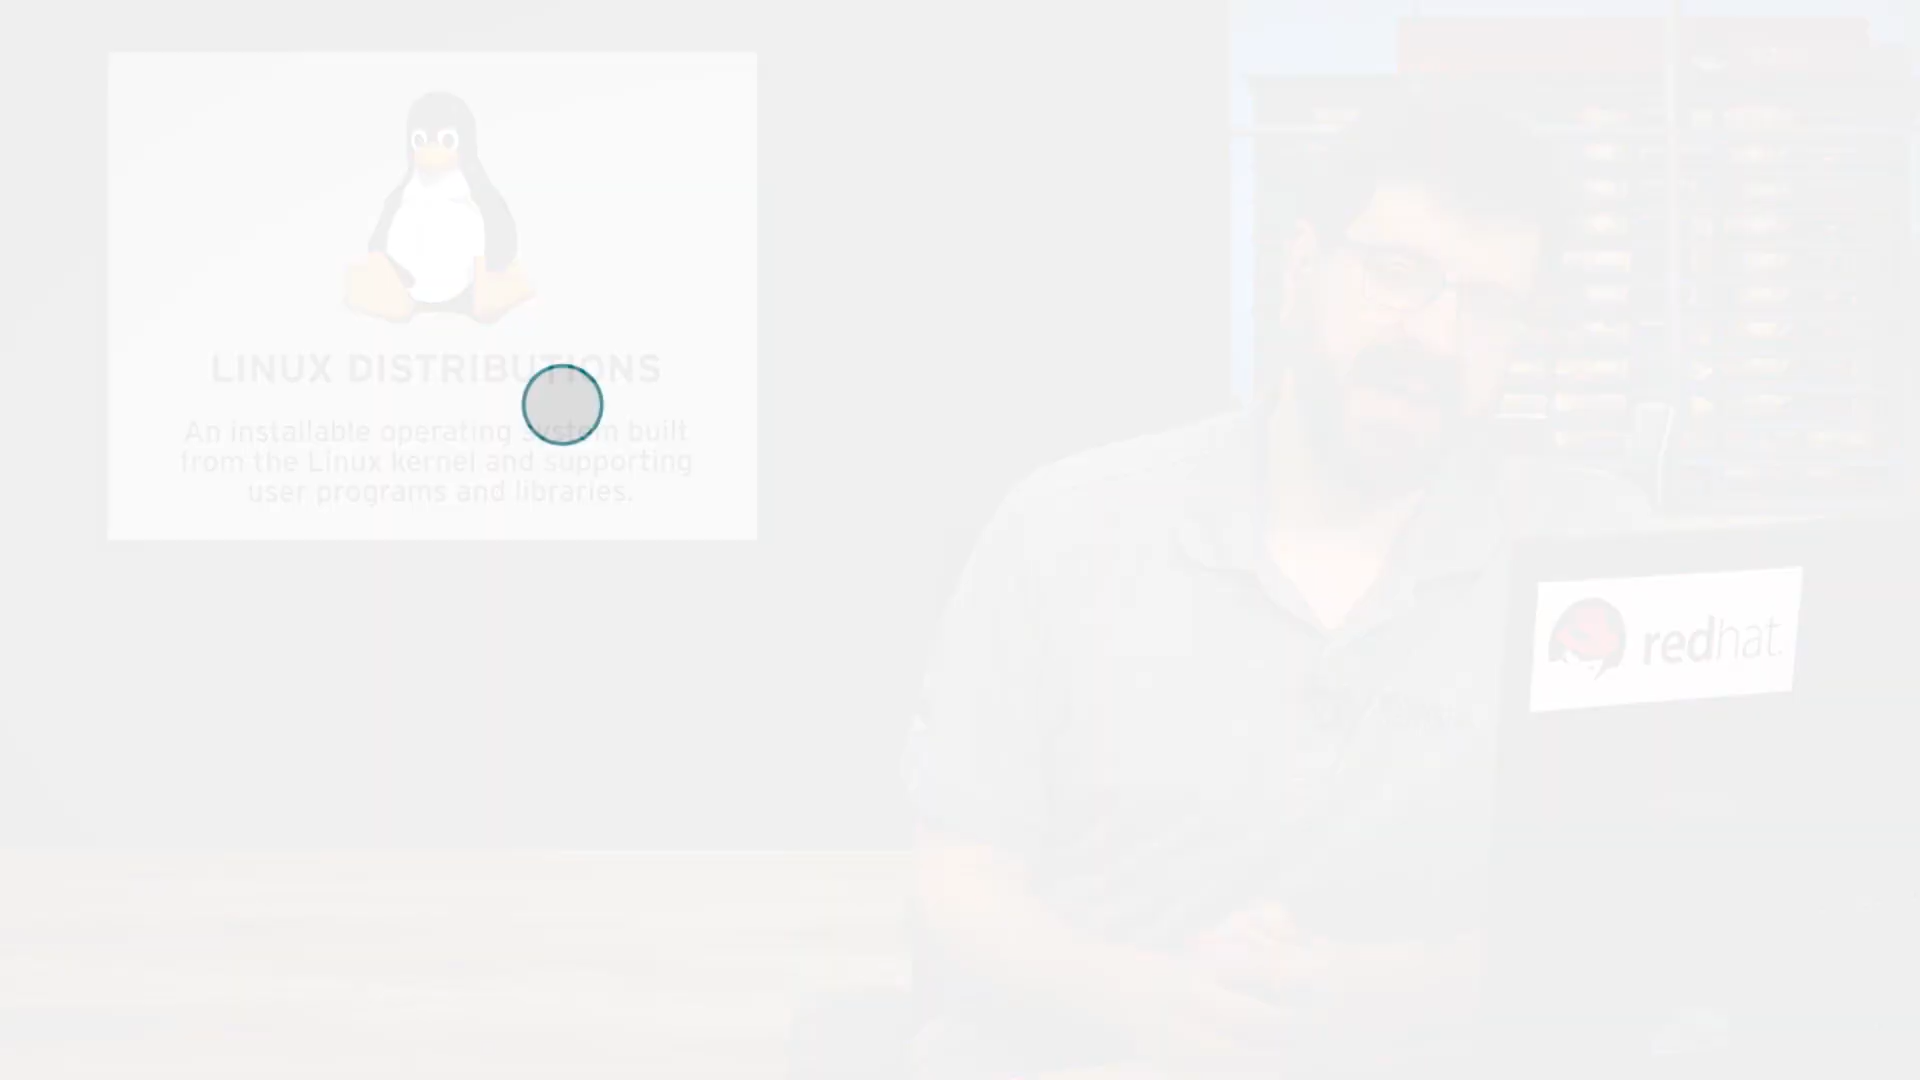 LINUX DISTRIBUTIONS
An installable operating system built
from the Linux kernel and supporting
user programs and libraries.
redhat.